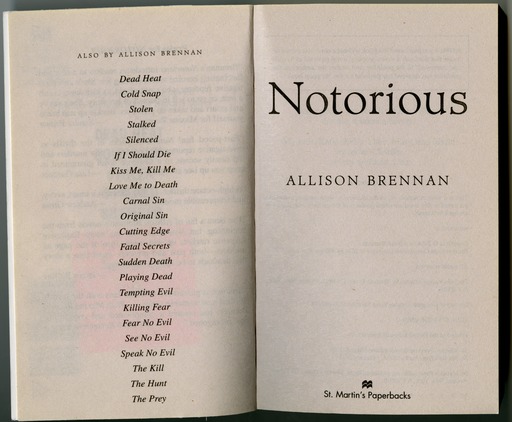 ALSO BY ALLISON BRENNAN
Dead Heat
Cold Snap
Stolen
Stalked
Silenced
If I Should Die
Kiss Me, Kill Me
Love Me to Death
Carnal Sin
Original Sin
Cutting Edge
Fatal Secrets
Sudden Death
Playing Dead
Tempting Evil
Killing Fear
Fear No Evil
See No Evil
Speak No Evil
The Kill
The Hunt
The Prey
Notorious
ALLISON BRENNAN
St. Martin's Paperbacks